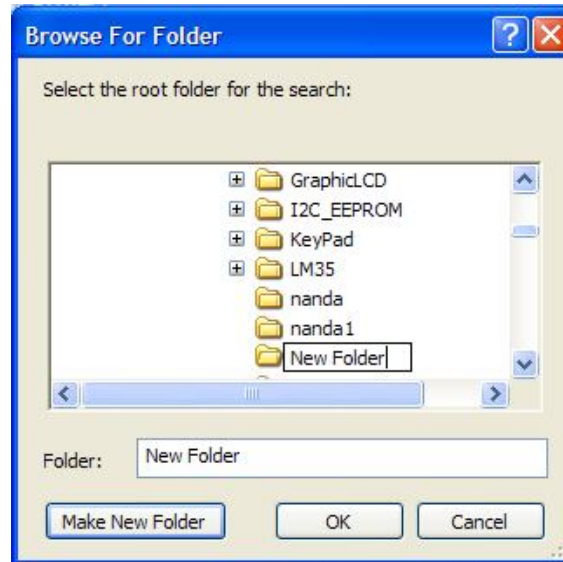 Browse For Folder
Select the root folder for the search:
GraphicLCD
I2C_EEPROM
KeyPad
LM35
nanda
nanda1
New Folder
Folder: New Folder
Make New Folder OK Cancel